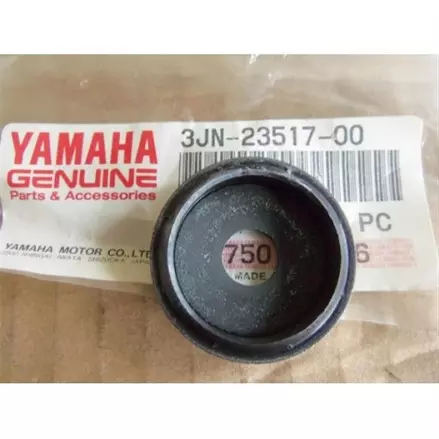 YAMAHA
GENUINE
Parts & Accessories
YAMAHA MOTOR CO., LTD
3JN-23517-00
PC
750 6
MADE